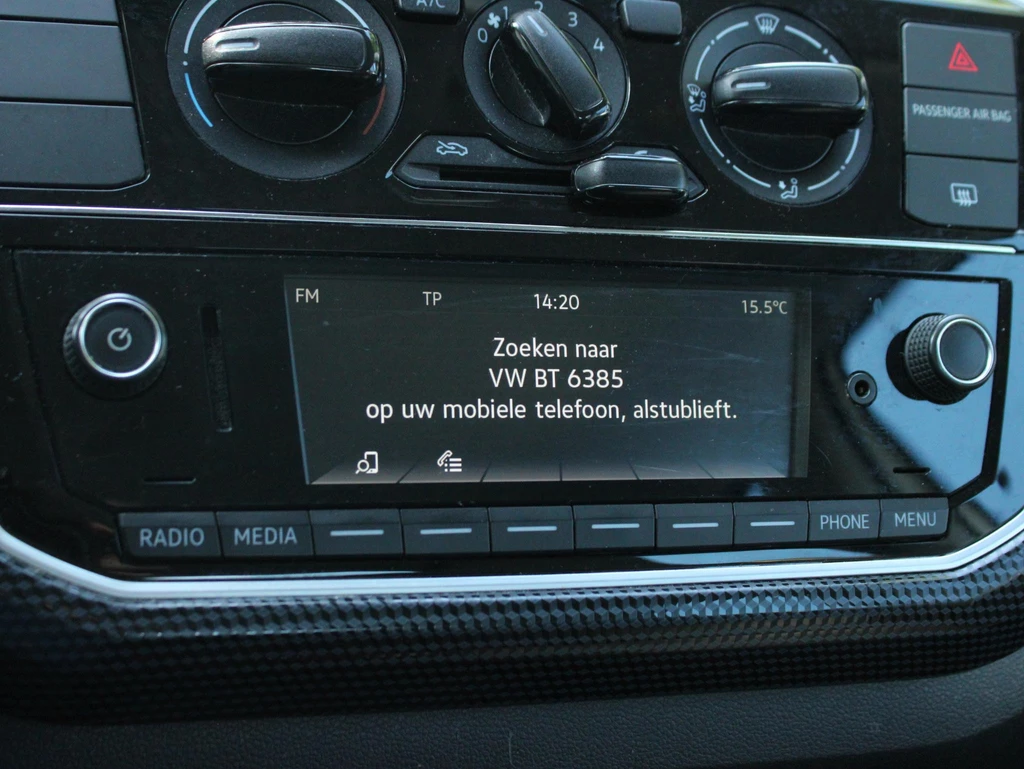 A/C
0 1 2 3 4
PASSENGER AIR BAG
FM TP 14:20 15.5°C
Zoeken naar
VW BT 6385
op uw mobiele telefoon, alstublieft.
RADIO MEDIA PHONE MENU